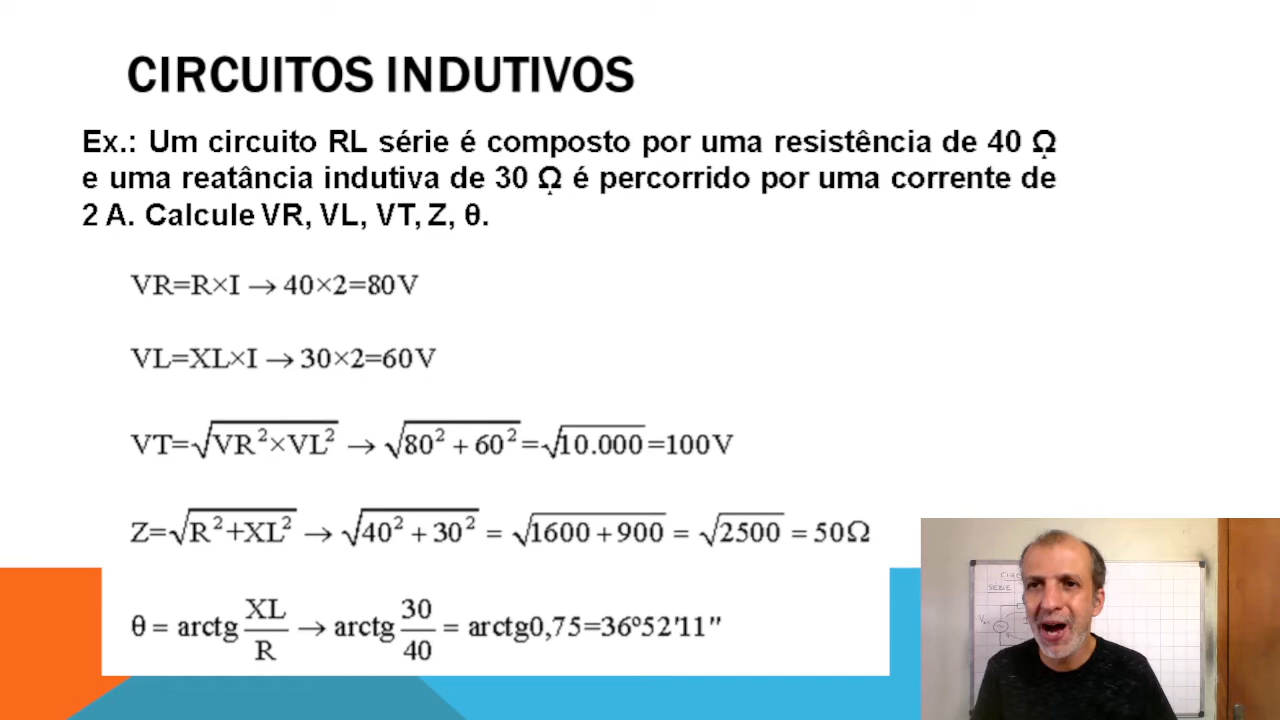 CIRCUITOS INDUTIVOS
Ex.: Um circuito RL série é composto por uma resistência de 40 Ω
e uma reatância indutiva de 30 Ω é percorrido por uma corrente de
2 A. Calcule VR, VL, VT, Z, θ.
VR=R×I → 40×2=80V
VL=XL×I → 30×2=60V
VT=√VR²×VL² → √80²+60²=√10.000=100V
Z=√R²+XL² → √40²+30² = √1600+900 = √2500 = 50Ω
θ = arctg XL/R → arctg 30/40 = arctg0,75=36º52'11"
SÉRIE